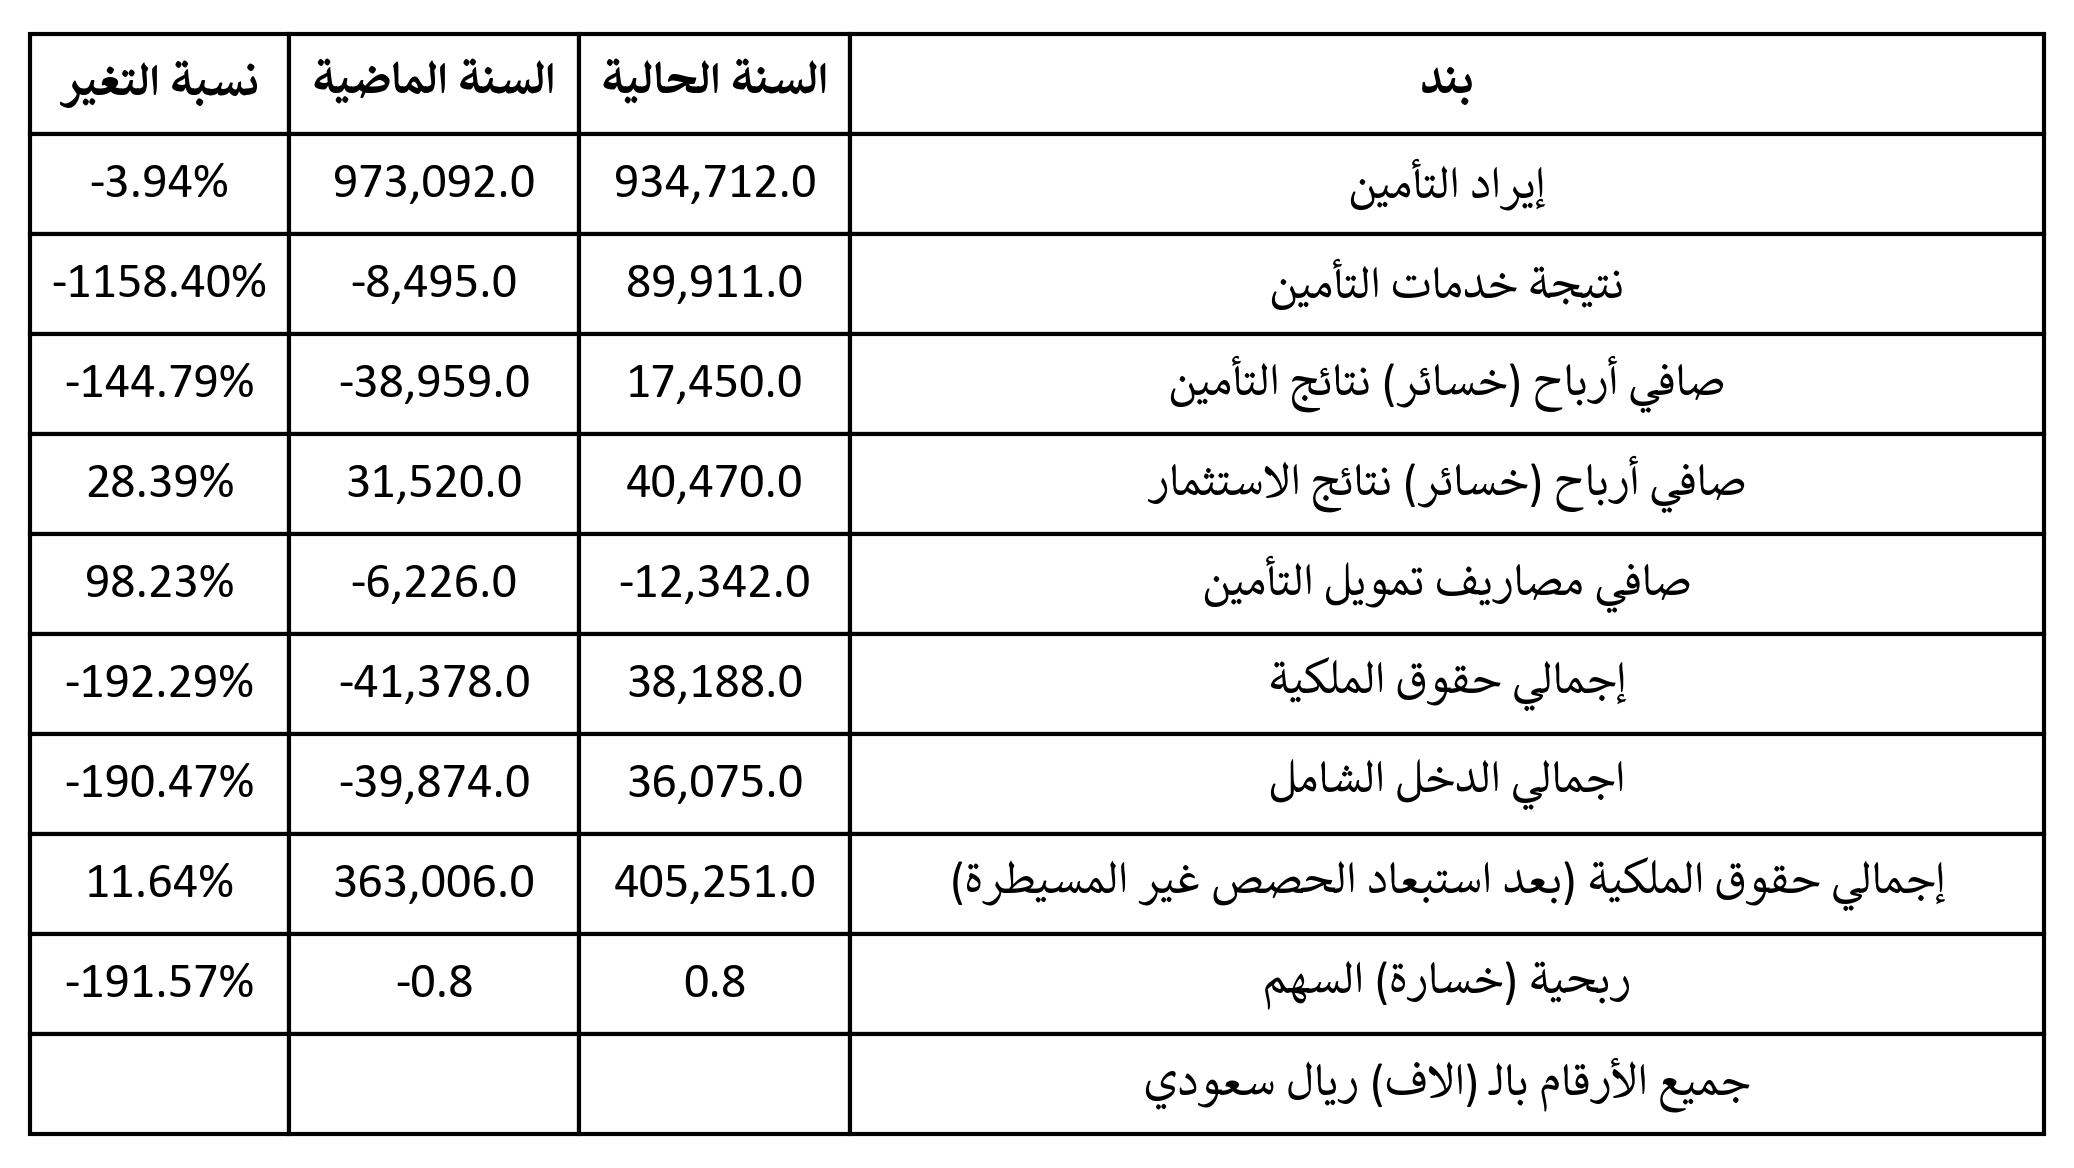 بند السنة الحالية السنة الماضية نسبة التغير
إيراد التأمين 934,712.0 973,092.0 -3.94%
نتيجة خدمات التأمين 89,911.0 -8,495.0 -1158.40%
صافي أرباح (خسائر) نتائج التأمين 17,450.0 -38,959.0 -144.79%
صافي أرباح (خسائر) نتائج الاستثمار 40,470.0 31,520.0 28.39%
صافي مصاريف تمويل التأمين -12,342.0 -6,226.0 98.23%
إجمالي حقوق الملكية 38,188.0 -41,378.0 -192.29%
اجمالي الدخل الشامل 36,075.0 -39,874.0 -190.47%
إجمالي حقوق الملكية (بعد استبعاد الحصص غير المسيطرة) 405,251.0 363,006.0 11.64%
ربحية (خسارة) السهم 0.8 -0.8 -191.57%
جميع الأرقام بالـ (الاف) ريال سعودي